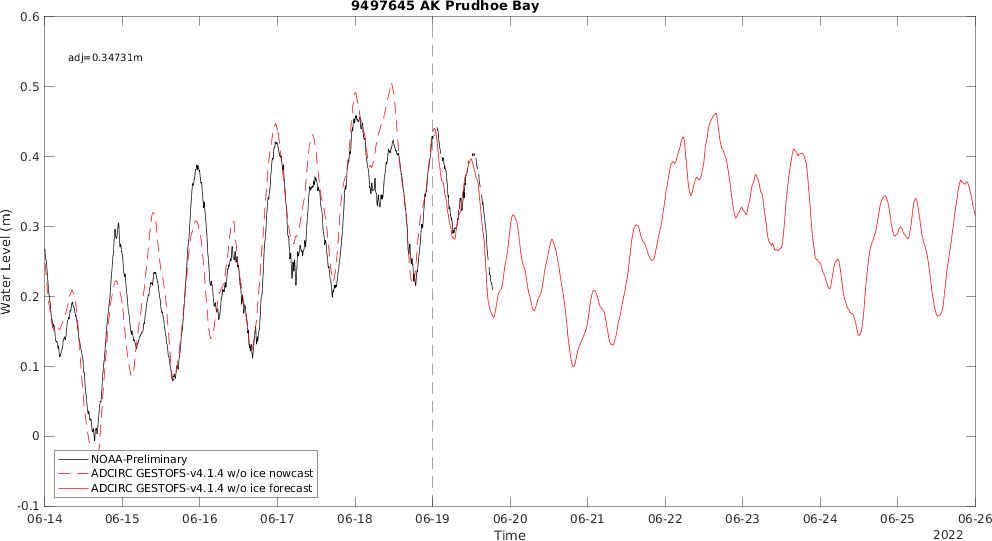 9497645 AK Prudhoe Bay
0.6
0.5
0.4
0.3
0.2
0.1
0
-0.1
Water Level (m)
adj=0.34731m
NOAA-Preliminary
ADCIRC GESTOFS-v4.1.4 w/o ice nowcast
ADCIRC GESTOFS-v4.1.4 w/o ice forecast
06-14 06-15 06-16 06-17 06-18 06-19 06-20 06-21 06-22 06-23 06-24 06-25 06-26
Time
2022